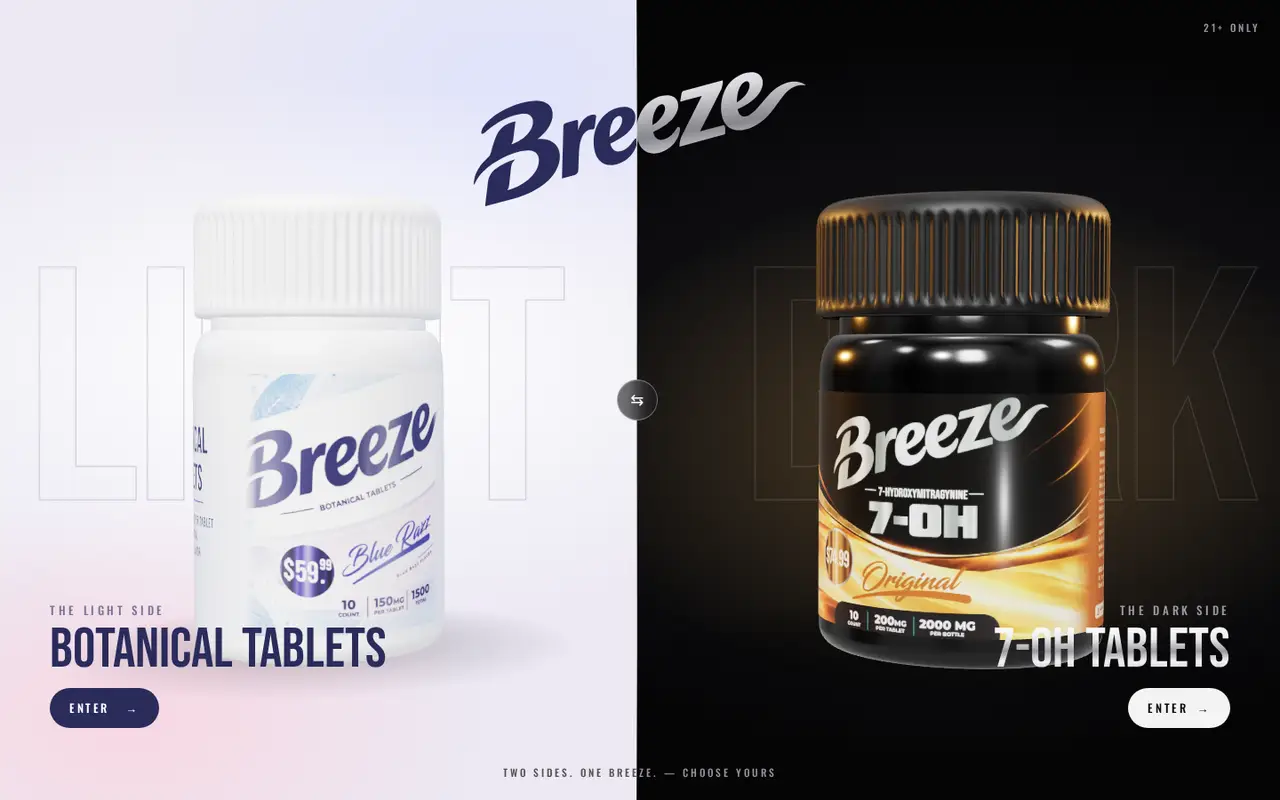 21+ ONLY
Breeze
LIGHT
DARK
Breeze
BOTANICAL TABLETS
Blue Razz
$59.99
10
COUNT
150MG
PER TABLET
1500
TOTAL
Breeze
7-HYDROXYMITRAGYNINE
7-OH
Original
10
COUNT
200MG
PER TABLET
2000 MG
PER BOTTLE
THE LIGHT SIDE
BOTANICAL TABLETS
ENTER →
THE DARK SIDE
7-OH TABLETS
ENTER →
TWO SIDES. ONE BREEZE. — CHOOSE YOURS